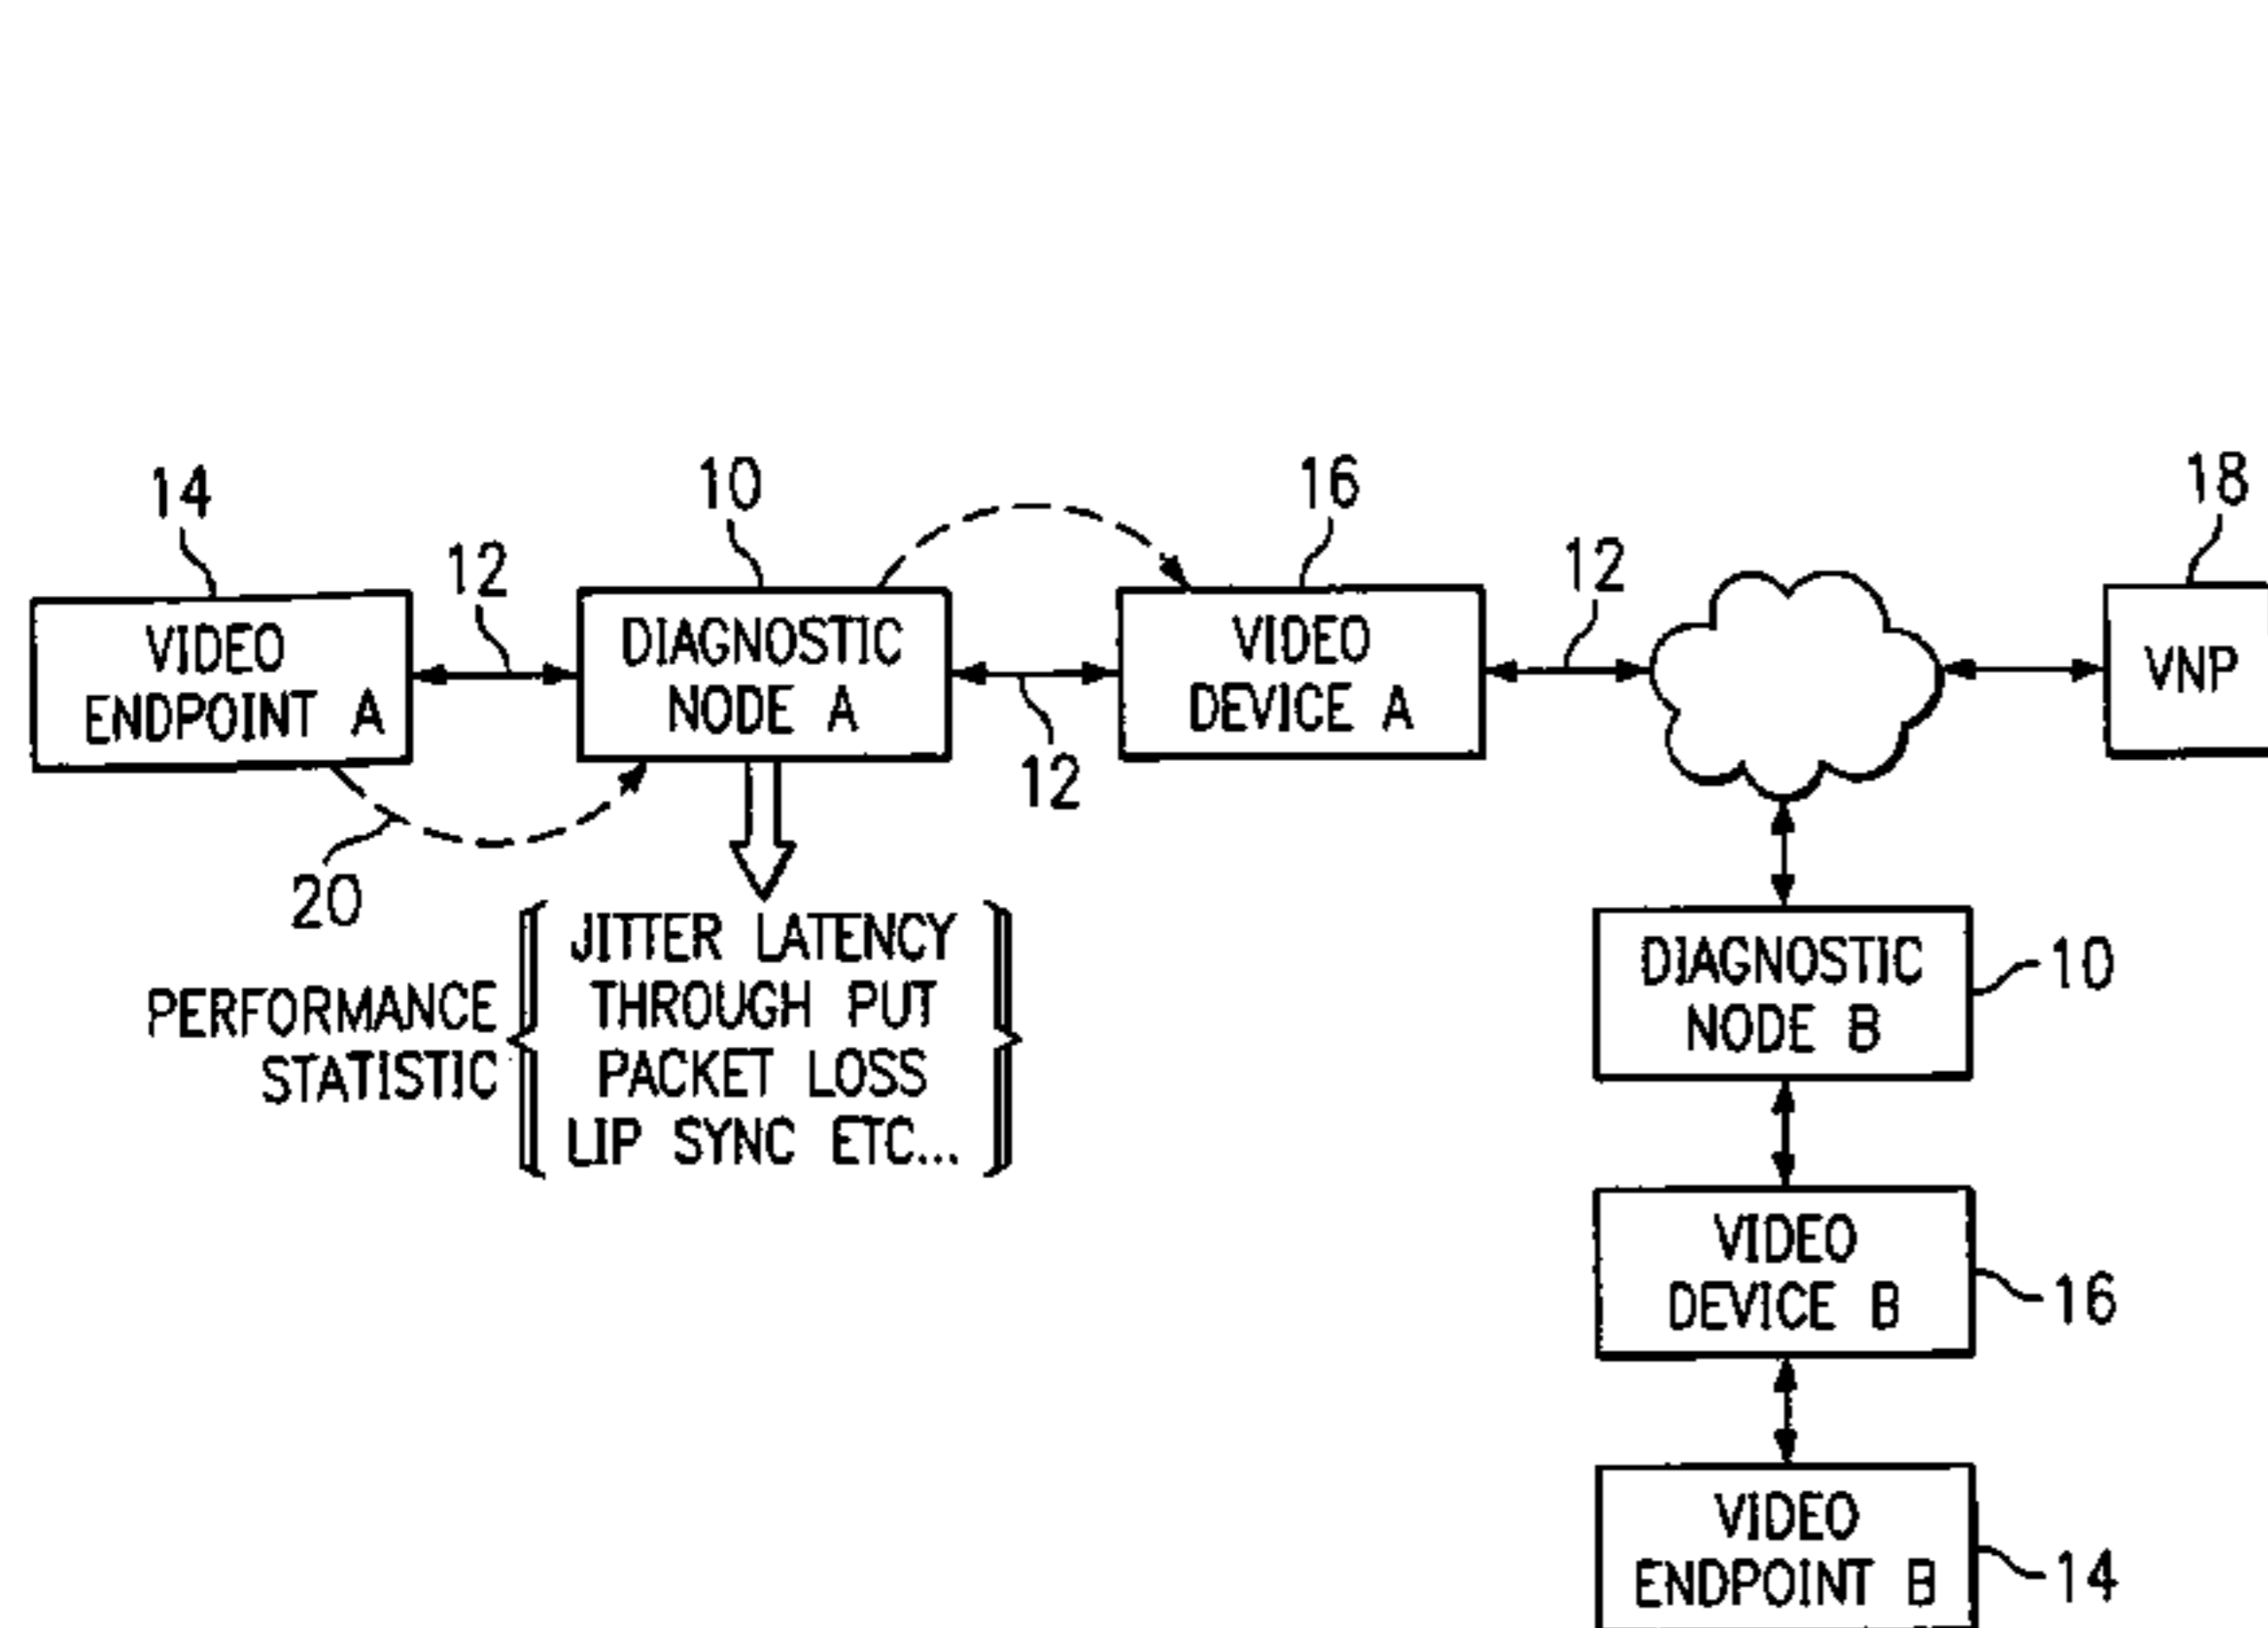 14
10
16
18
12
12
VIDEO
ENDPOINT A
DIAGNOSTIC
NODE A
VIDEO
DEVICE A
VNP
12
20
PERFORMANCE
STATISTIC
JITTER LATENCY
THROUGH PUT
PACKET LOSS
LIP SYNC ETC...
DIAGNOSTIC
NODE B
10
VIDEO
DEVICE B
16
VIDEO
ENDPOINT B
14